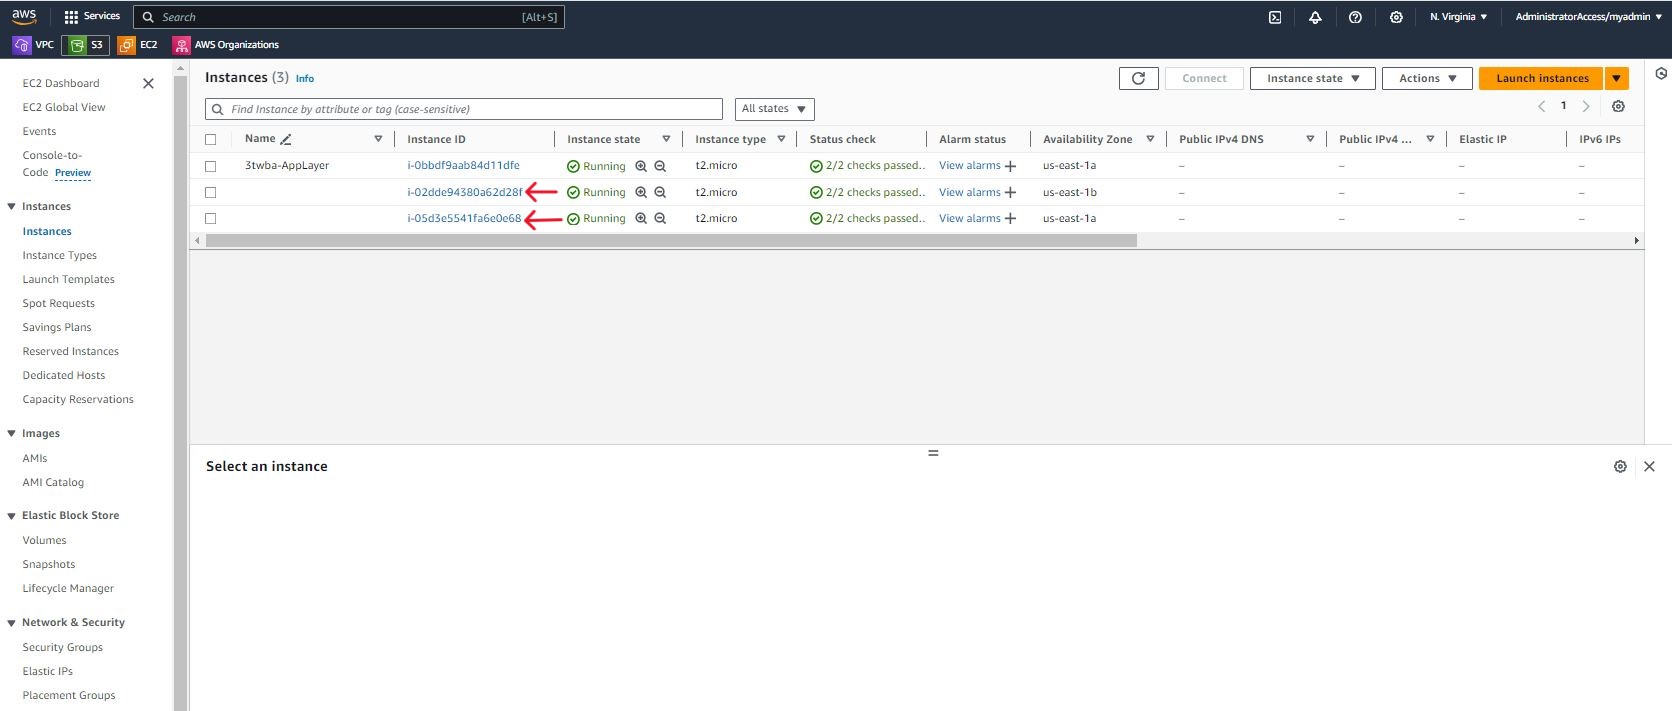 aws Services Search [Alt+S] N. Virginia AdministratorAccess/myadmin
VPC S3 EC2 AWS Organizations
EC2 Dashboard
EC2 Global View
Events
Console-to-
Code Preview
Instances
Instances
Instance Types
Launch Templates
Spot Requests
Savings Plans
Reserved Instances
Dedicated Hosts
Capacity Reservations
Images
AMIs
AMI Catalog
Elastic Block Store
Volumes
Snapshots
Lifecycle Manager
Network & Security
Security Groups
Elastic IPs
Placement Groups
Instances (3) Info Connect Instance state Actions Launch instances
Find Instance by attribute or tag (case-sensitive) All states 1
Name Instance ID Instance state Instance type Status check Alarm status Availability Zone Public IPv4 DNS Public IPv4 ... Elastic IP IPv6 IPs
3twba-AppLayer i-0bbdf9aab84d11dfe Running t2.micro 2/2 checks passed.. View alarms + us-east-1a – – – –
i-02dde94380a62d28f Running t2.micro 2/2 checks passed.. View alarms + us-east-1b – – – –
i-05d3e5541fa6e0e68 Running t2.micro 2/2 checks passed.. View alarms + us-east-1a – – – –
Select an instance